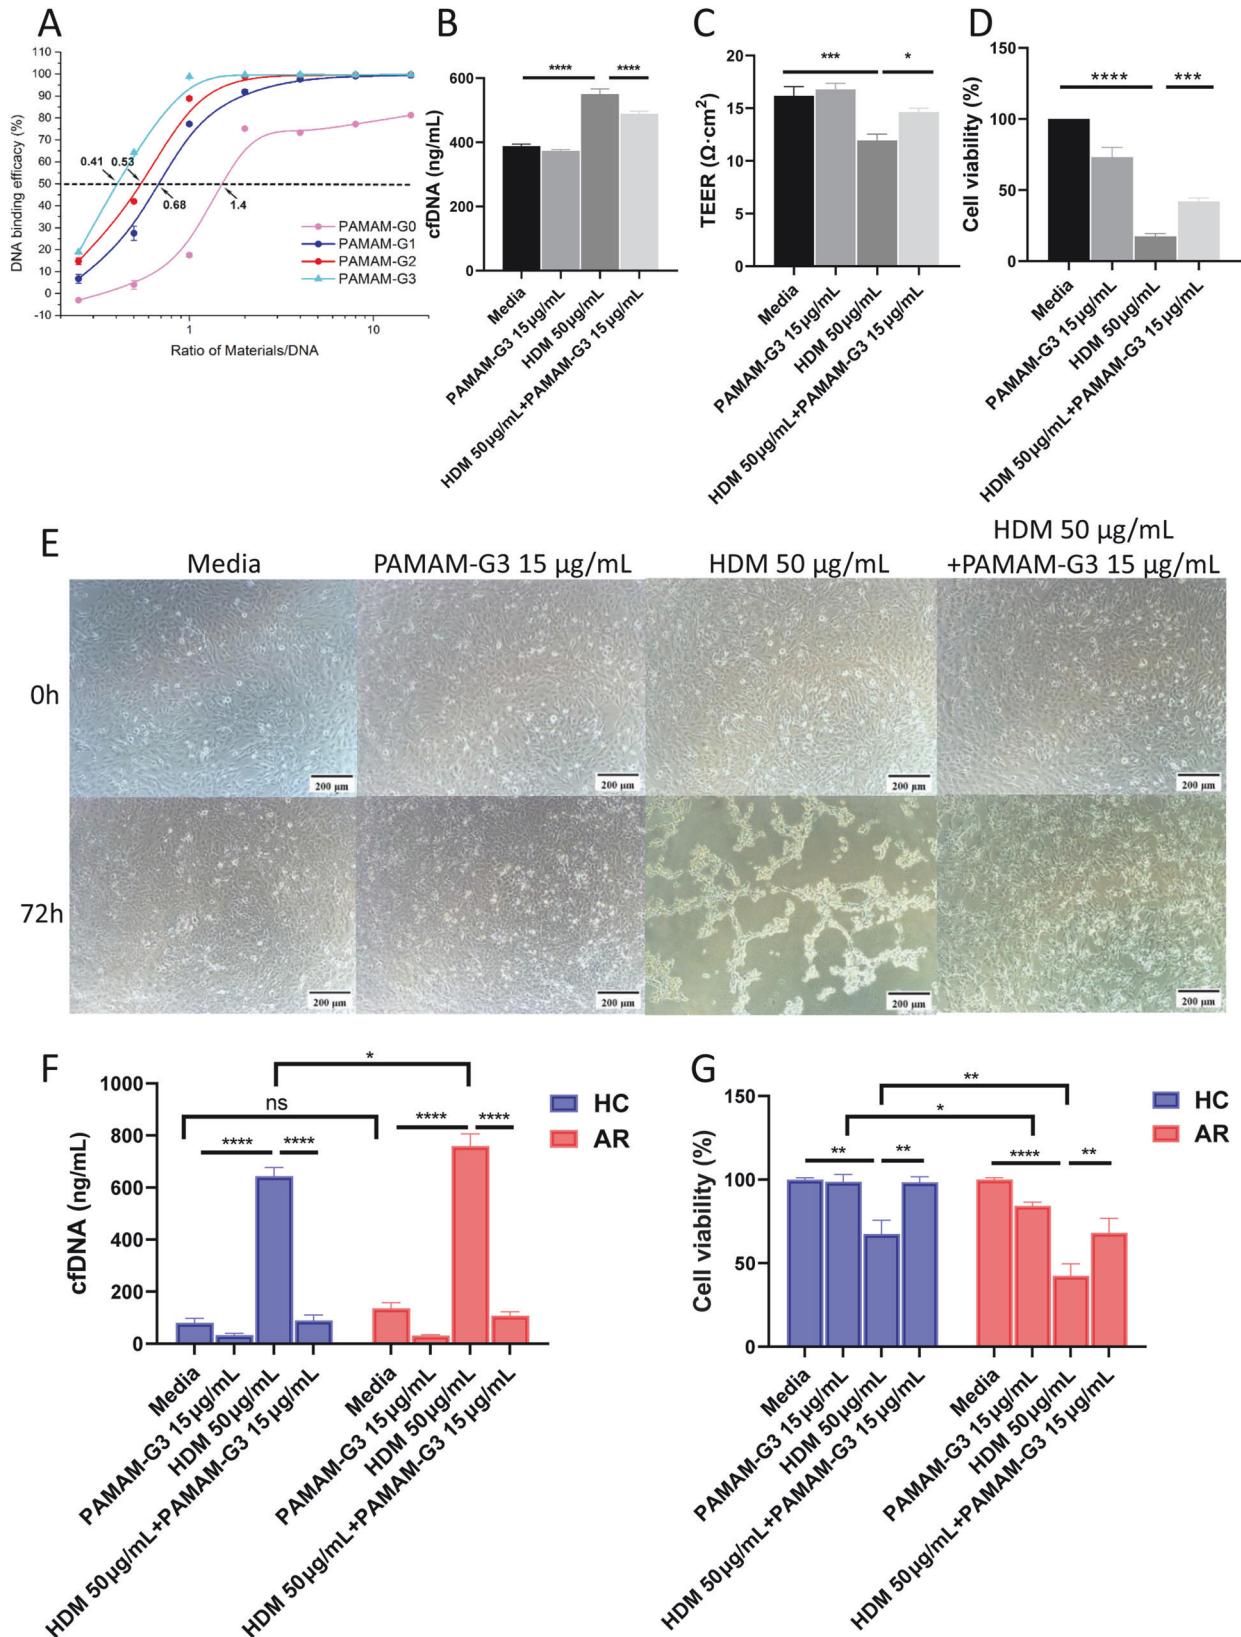 A
110
100
90
80
70
60
50
40
30
20
10
0
-10
DNA binding efficacy (%)
0.41
0.53
0.68
1.4
PAMAM-G0
PAMAM-G1
PAMAM-G2
PAMAM-G3
1
10
Ratio of Materials/DNA
B
600
400
200
0
cfDNA (ng/mL)
****
****
Media
PAMAM-G3 15μg/mL
HDM 50μg/mL
HDM 50μg/mL+PAMAM-G3 15μg/mL
C
20
15
10
5
0
TEER (Ω·cm²)
***
*
Media
PAMAM-G3 15μg/mL
HDM 50μg/mL
HDM 50μg/mL+PAMAM-G3 15μg/mL
D
150
100
50
0
Cell viability (%)
****
***
Media
PAMAM-G3 15μg/mL
HDM 50μg/mL
HDM 50μg/mL+PAMAM-G3 15μg/mL
E
Media
PAMAM-G3 15 μg/mL
HDM 50 μg/mL
HDM 50 μg/mL
+PAMAM-G3 15 μg/mL
0h
200 μm
200 μm
200 μm
200 μm
72h
200 μm
200 μm
200 μm
200 μm
F
1000
800
600
400
200
0
cfDNA (ng/mL)
*
ns
****
****
****
****
HC
AR
Media
PAMAM-G3 15μg/mL
HDM 50μg/mL
HDM 50μg/mL+PAMAM-G3 15μg/mL
Media
PAMAM-G3 15μg/mL
HDM 50μg/mL
HDM 50μg/mL+PAMAM-G3 15μg/mL
G
150
100
50
0
Cell viability (%)
**
*
**
**
****
**
HC
AR
Media
PAMAM-G3 15μg/mL
HDM 50μg/mL
HDM 50μg/mL+PAMAM-G3 15μg/mL
Media
PAMAM-G3 15μg/mL
HDM 50μg/mL
HDM 50μg/mL+PAMAM-G3 15μg/mL